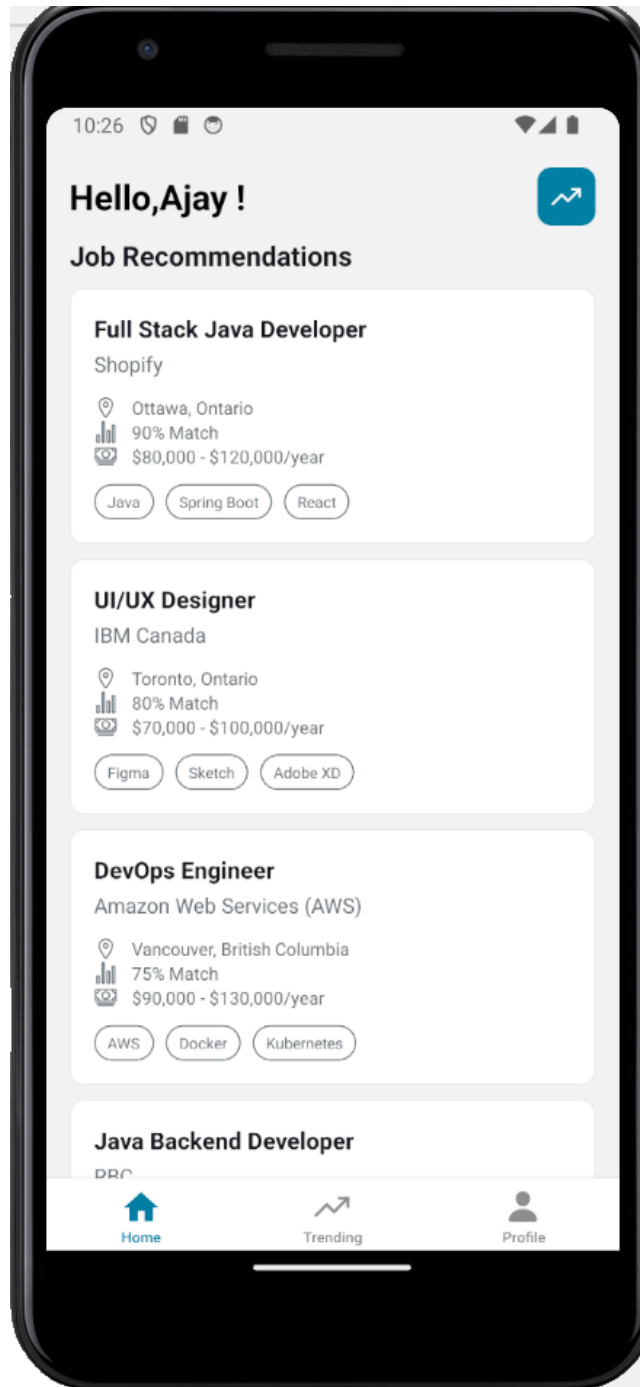 10:26
Hello,Ajay !
Job Recommendations
Full Stack Java Developer
Shopify
Ottawa, Ontario
90% Match
$80,000 - $120,000/year
Java Spring Boot React
UI/UX Designer
IBM Canada
Toronto, Ontario
80% Match
$70,000 - $100,000/year
Figma Sketch Adobe XD
DevOps Engineer
Amazon Web Services (AWS)
Vancouver, British Columbia
75% Match
$90,000 - $130,000/year
AWS Docker Kubernetes
Java Backend Developer
RBC
Home Trending Profile